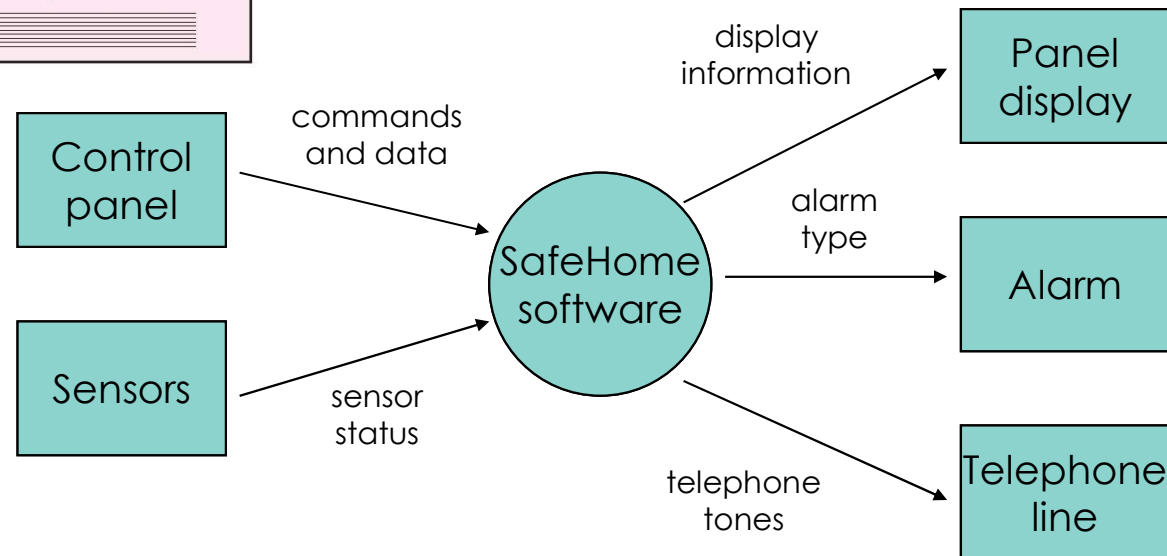 display
information
Panel
display
commands
and data
Control
panel
alarm
type
SafeHome
software
Alarm
Sensors
sensor
status
telephone
tones
Telephone
line